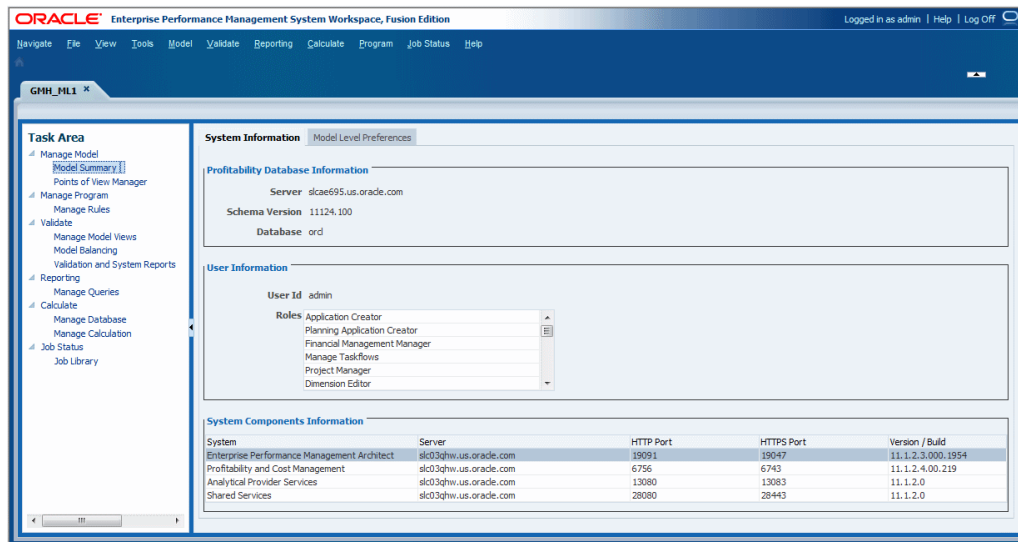 ORACLE® Enterprise Performance Management System Workspace, Fusion Edition
Logged in as admin | Help | Log Off
Navigate File View Tools Model Validate Reporting Calculate Program Job Status Help
GMH_ML1 ×
Task Area
Manage Model
Model Summary
Points of View Manager
Manage Program
Manage Rules
Validate
Manage Model Views
Model Balancing
Validation and System Reports
Reporting
Manage Queries
Calculate
Manage Database
Manage Calculation
Job Status
Job Library
System Information Model Level Preferences
Profitability Database Information
Server slcae695.us.oracle.com
Schema Version 11124.100
Database orcl
User Information
User Id admin
Roles Application Creator
Planning Application Creator
Financial Management Manager
Manage Taskflows
Project Manager
Dimension Editor
System Components Information
System Server HTTP Port HTTPS Port Version / Build
Enterprise Performance Management Architect slc03qhw.us.oracle.com 19091 19047 11.1.2.3.000.1954
Profitability and Cost Management slc03qhw.us.oracle.com 6756 6743 11.1.2.4.00.219
Analytical Provider Services slc03qhw.us.oracle.com 13080 13083 11.1.2.0
Shared Services slc03qhw.us.oracle.com 28080 28443 11.1.2.0